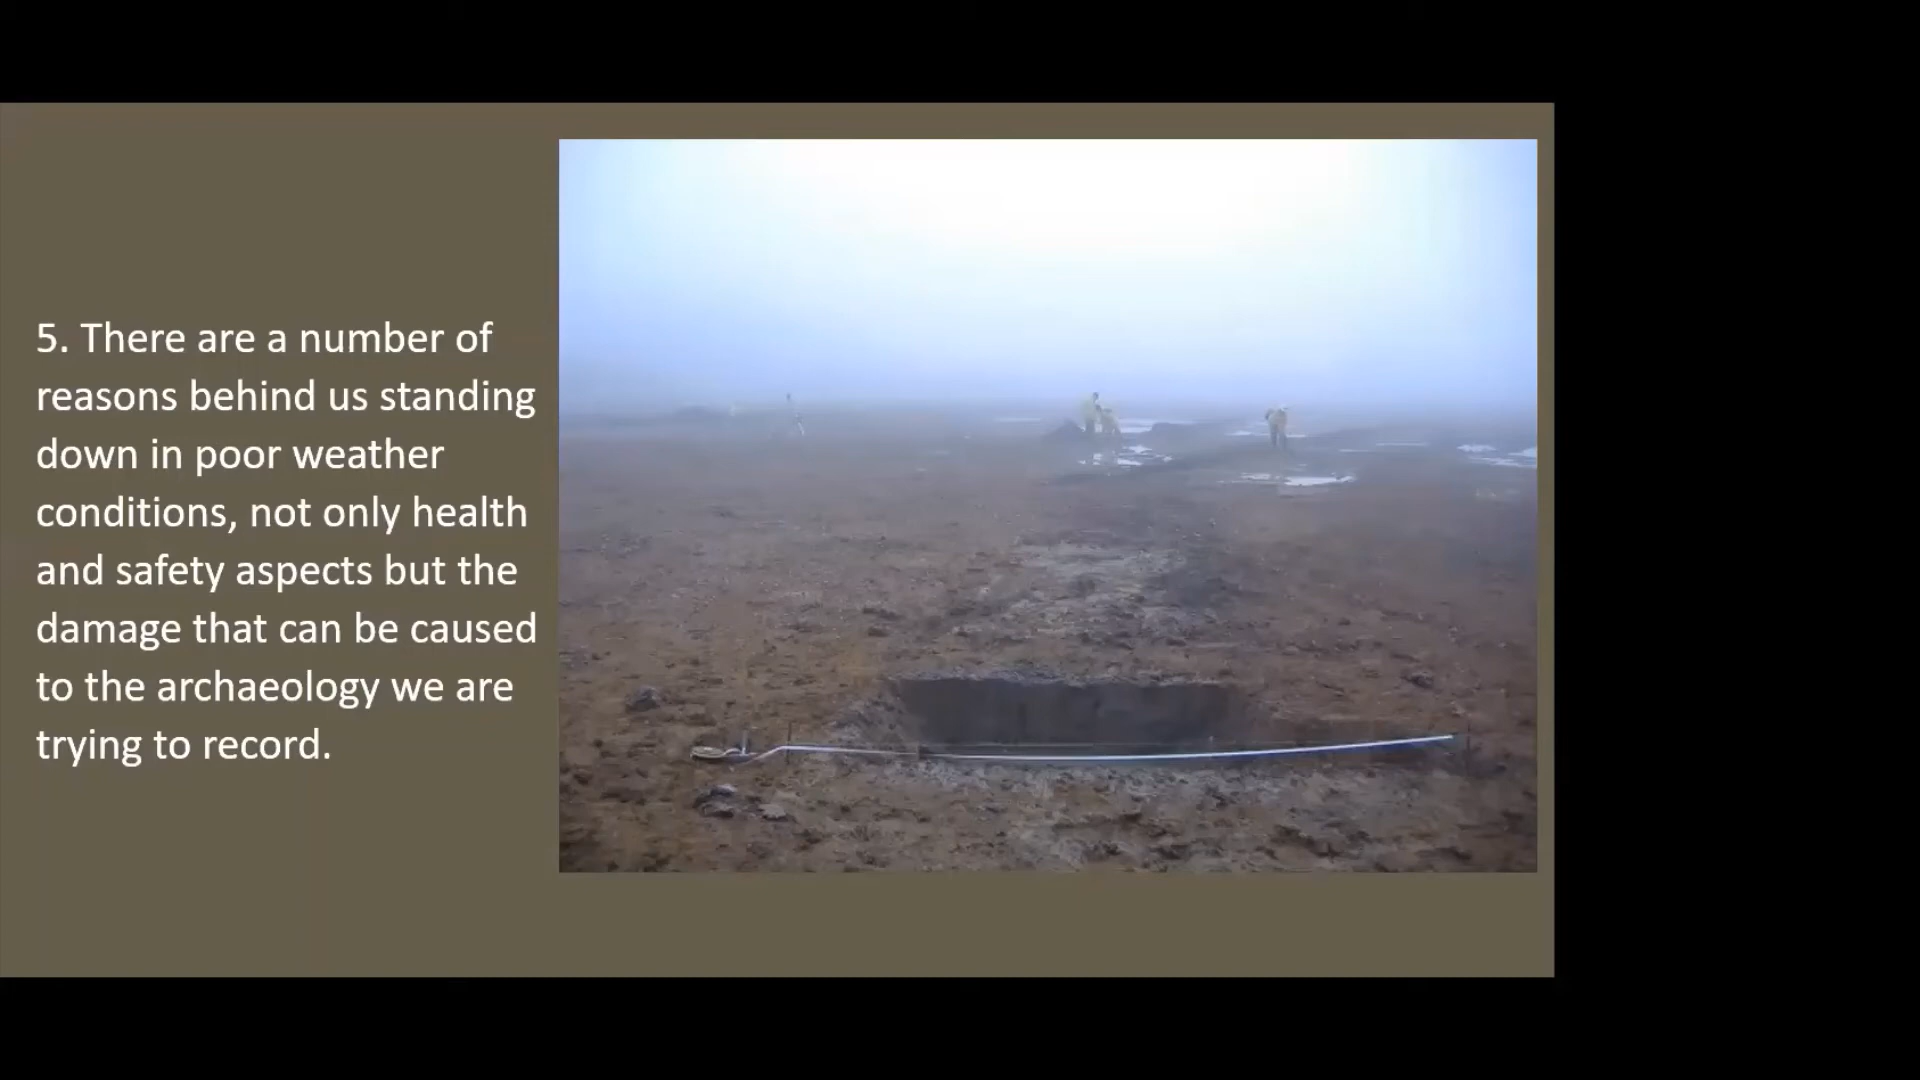 5. There are a number of
reasons behind us standing
down in poor weather
conditions, not only health
and safety aspects but the
damage that can be caused
to the archaeology we are
trying to record.